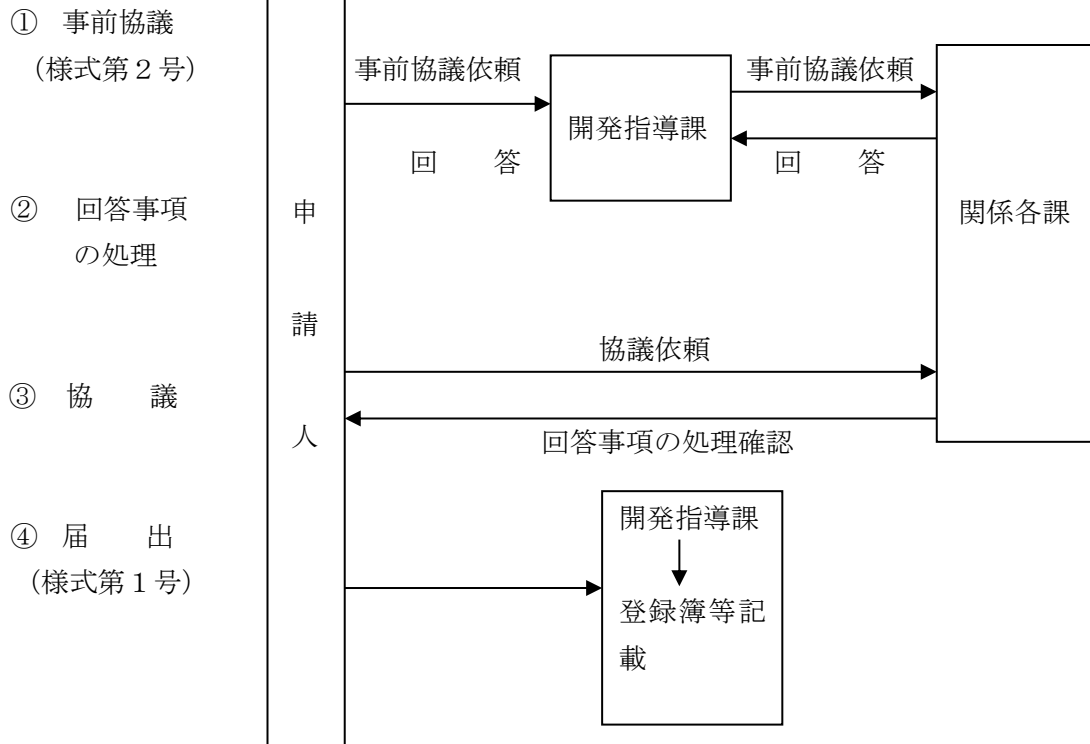 ① 事前協議
(様式第2号)
事前協議依頼
事前協議依頼
開発指導課
回 答
回 答
② 回答事項
の処理
申
請
人
関係各課
協議依頼
③ 協 議
回答事項の処理確認
④ 届 出
(様式第1号)
開発指導課
登録簿等記
載